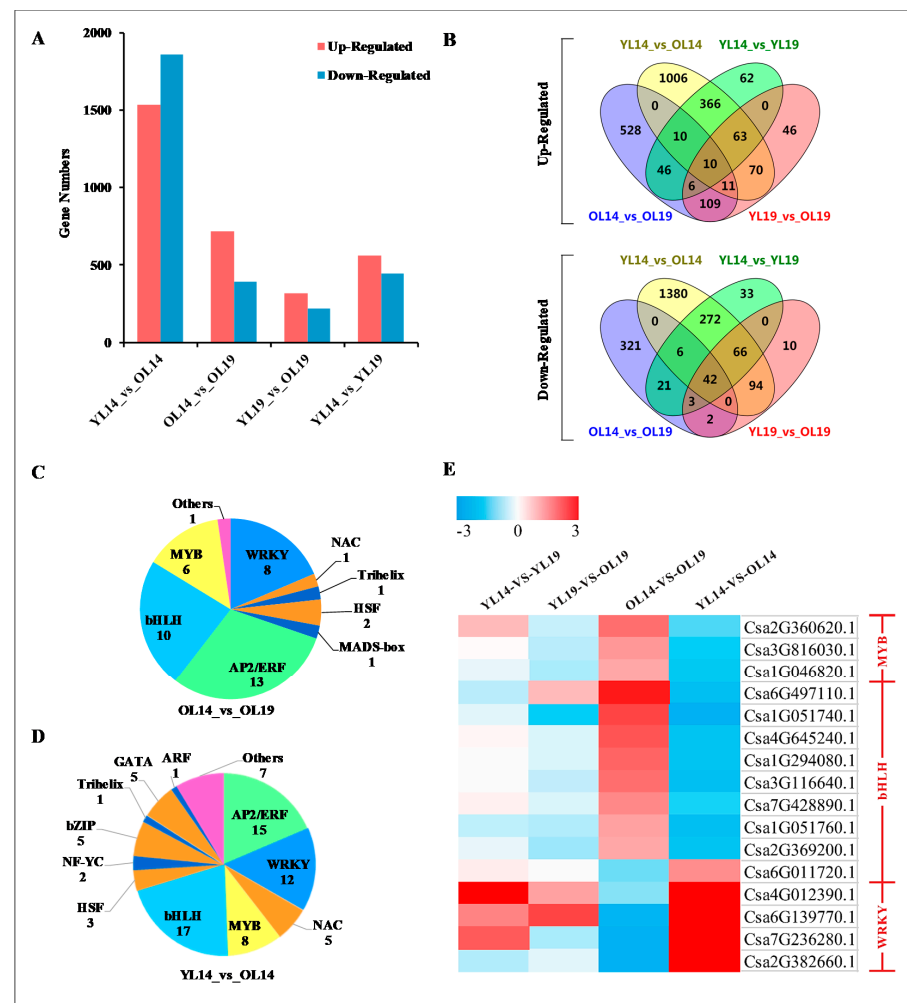 A
2000
1500
1000
500
0
Gene Numbers
Up-Regulated
Down-Regulated
YL14_vs_OL14
OL14_vs_OL19
YL19_vs_OL19
YL14_vs_YL19
B
Up-Regulated
YL14_vs_OL14 YL14_vs_YL19
1006 62
0 366 0
528 10 63 46
46 10 70
6 11
109
OL14_vs_OL19 YL19_vs_OL19
Down-Regulated
YL14_vs_OL14 YL14_vs_YL19
1380 33
0 272 0
321 6 66 10
21 42 94
3 0
2
OL14_vs_OL19 YL19_vs_OL19
C
Others
1
MYB
6
WRKY
8
NAC
1
Trihelix
1
HSF
2
MADS-box
1
bHLH
10
AP2/ERF
13
OL14_vs_OL19
D
GATA
5
ARF
1
Others
7
Trihelix
1
bZIP
5
NF-YC
2
HSF
3
AP2/ERF
15
WRKY
12
NAC
5
MYB
8
bHLH
17
YL14_vs_OL14
E
-3 0 3
YL14-VS-YL19
YL19-VS-OL19
OL14-VS-OL19
YL14-VS-OL14
Csa2G360620.1
Csa3G816030.1
Csa1G046820.1
Csa6G497110.1
Csa1G051740.1
Csa4G645240.1
Csa1G294080.1
Csa3G116640.1
Csa7G428890.1
Csa1G051760.1
Csa2G369200.1
Csa6G011720.1
Csa4G012390.1
Csa6G139770.1
Csa7G236280.1
Csa2G382660.1
MYB
bHLH
WRKY